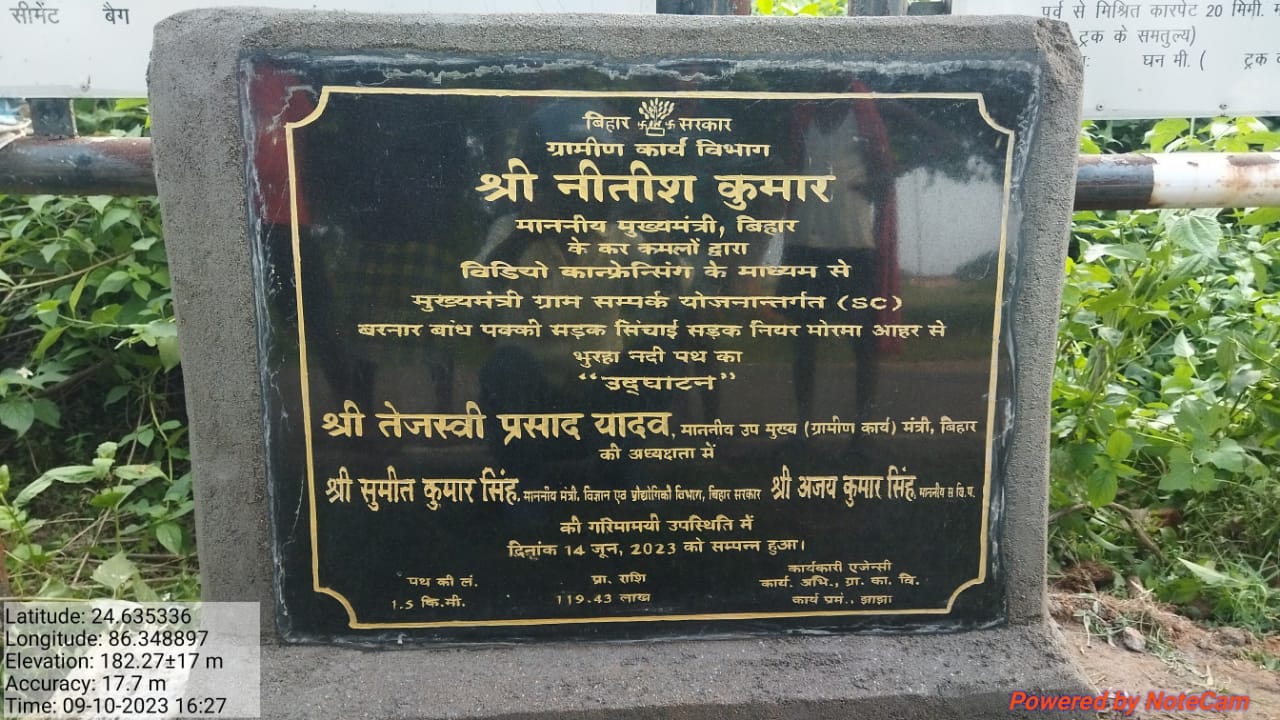 सीमेंट बैग
पर्व से मिश्रित कारपेट 20 मिमी.
ट्रक के समतुल्य)
घन मी. ( ट्रक
बिहार सरकार
ग्रामीण कार्य विभाग
श्री नीतीश कुमार
माननीय मुख्यमंत्री, बिहार
के कर कमलों द्वारा
विडियो कान्फ्रेन्सिंग के माध्यम से
मुख्यमंत्री ग्राम सम्पर्क योजनान्तर्गत (SC)
बरनार बांध पक्की सड़क सिंचाई सड़क नियर मोरमा आहर से
भुरहा नदी पथ का
“उद्घाटन”
श्री तेजस्वी प्रसाद यादव, माननीय उप मुख्य (ग्रामीण कार्य) मंत्री, बिहार
की अध्यक्षता में
श्री सुमीत कुमार सिंह, माननीय मंत्री, विज्ञान एवं प्रौद्योगिकी विभाग, बिहार सरकार श्री अजय कुमार सिंह, माननीय स.वि.प.
की गरिमामयी उपस्थिति में
दिनांक 14 जून, 2023 को सम्पन्न हुआ।
पथ की लं. प्रा. राशि कार्यकारी एजेन्सी
1.5 कि.मी. 119.43 लाख कार्य. अभि., ग्रा. का. वि.
कार्य प्रमं., झाझा
Latitude: 24.635336
Longitude: 86.348897
Elevation: 182.27±17 m
Accuracy: 17.7 m
Time: 09-10-2023 16:27
Powered by NoteCam